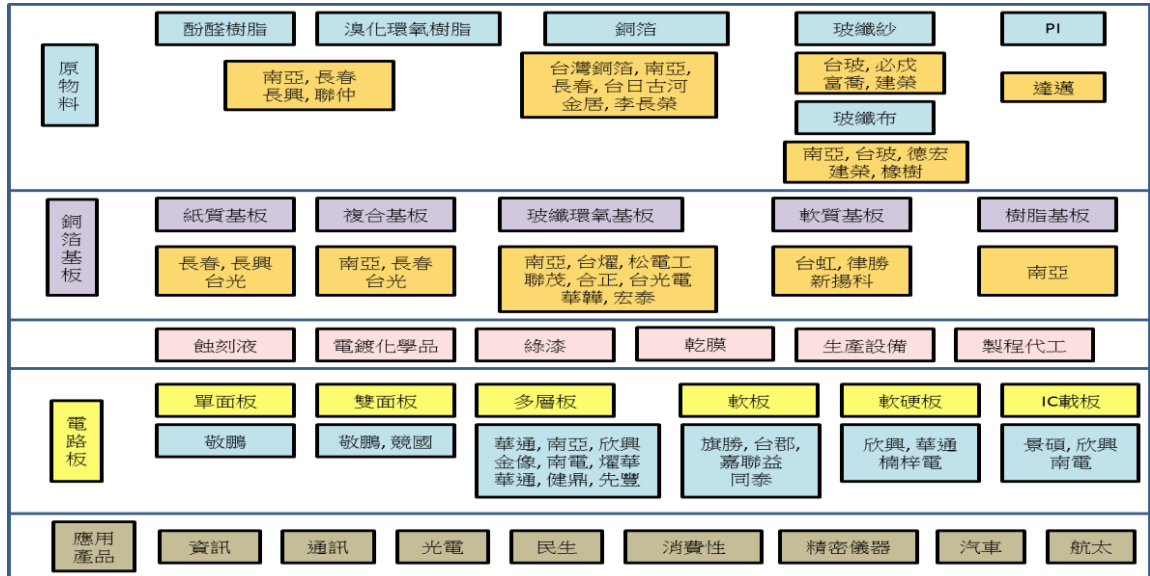 原物料
酚醛樹脂
溴化環氧樹脂
銅箔
玻纖紗
PI
南亞, 長春
長興, 聯仲
台灣銅箔, 南亞,
長春, 台日古河
金居, 李長榮
台玻, 必成
富喬, 建榮
達邁
玻纖布
南亞, 台玻, 德宏
建榮, 橡樹
銅箔基板
紙質基板
複合基板
玻纖環氧基板
軟質基板
樹脂基板
長春, 長興
台光
南亞, 長春
台光
南亞, 台燿, 松電工
聯茂, 合正, 台光電
華韡, 宏泰
台虹, 律勝
新揚科
南亞
蝕刻液
電鍍化學品
綠漆
乾膜
生產設備
製程代工
電路板
單面板
雙面板
多層板
軟板
軟硬板
IC載板
敬鵬
敬鵬, 競國
華通, 南亞, 欣興
金像, 南電, 燿華
華通, 健鼎, 先豐
旗勝, 台郡,
嘉聯益
同泰
欣興, 華通
楠梓電
景碩, 欣興
南電
應用
產品
資訊
通訊
光電
民生
消費性
精密儀器
汽車
航太